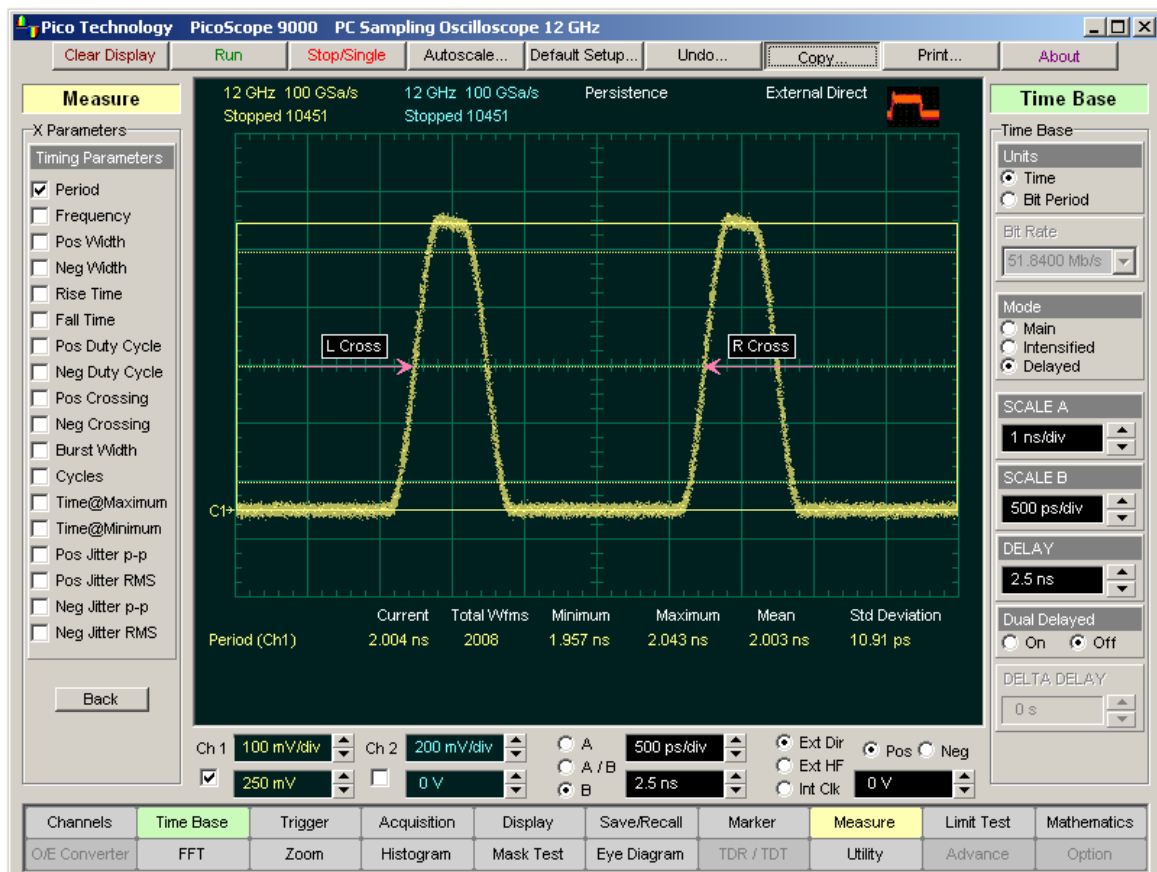 Pico Technology PicoScope 9000 PC Sampling Oscilloscope 12 GHz
Clear Display Run Stop/Single Autoscale... Default Setup... Undo... Copy... Print... About
Measure
X Parameters
Timing Parameters
Period
Frequency
Pos Width
Neg Width
Rise Time
Fall Time
Pos Duty Cycle
Neg Duty Cycle
Pos Crossing
Neg Crossing
Burst Width
Cycles
Time@Maximum
Time@Minimum
Pos Jitter p-p
Pos Jitter RMS
Neg Jitter p-p
Neg Jitter RMS
Back
12 GHz 100 GSa/s 12 GHz 100 GSa/s Persistence External Direct
Stopped 10451 Stopped 10451
L Cross R Cross
C1
Current Total Wfms Minimum Maximum Mean Std Deviation
Period (Ch1) 2.004 ns 2008 1.957 ns 2.043 ns 2.003 ns 10.91 ps
Time Base
Time Base
Units
Time
Bit Period
Bit Rate
51.8400 Mb/s
Mode
Main
Intensified
Delayed
SCALE A
1 ns/div
SCALE B
500 ps/div
DELAY
2.5 ns
Dual Delayed
On Off
DELTA DELAY
0 s
Ch 1 100 mV/div Ch 2 200 mV/div A 500 ps/div Ext Dir Pos Neg
A / B Ext HF
250 mV 0 V B 2.5 ns Int Clk 0 V
Channels Time Base Trigger Acquisition Display Save/Recall Marker Measure Limit Test Mathematics
O/E Converter FFT Zoom Histogram Mask Test Eye Diagram TDR / TDT Utility Advance Option